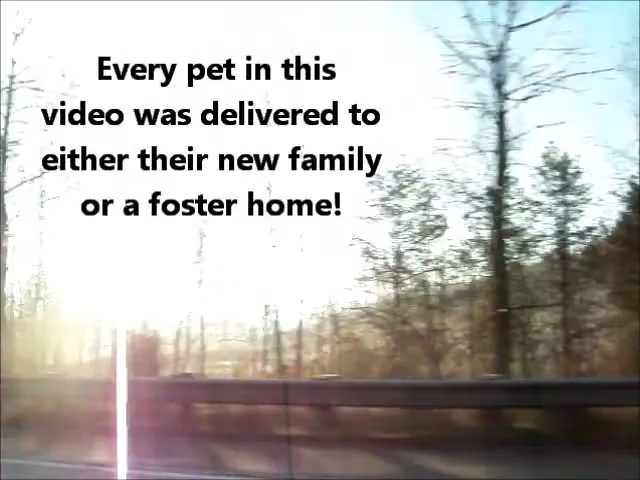 Every pet in this
video was delivered to
either their new family
or a foster home!